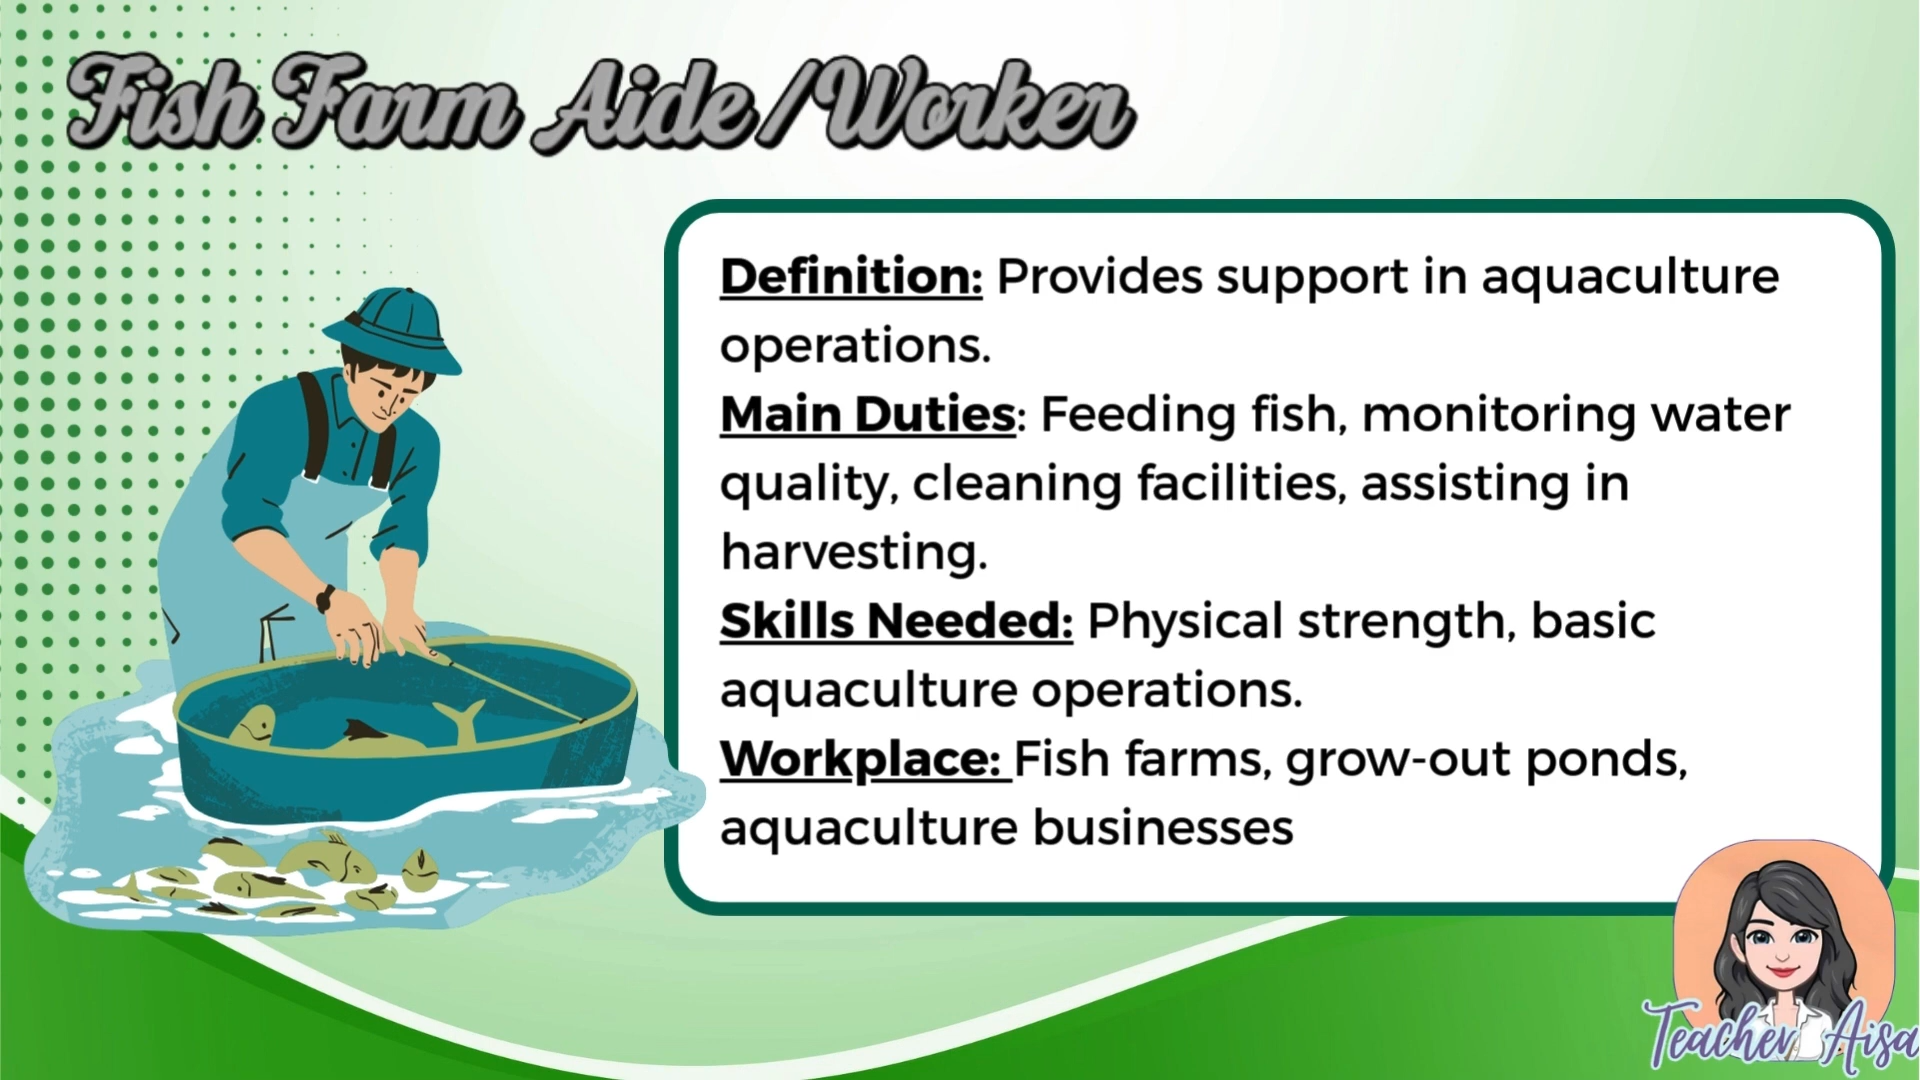 Fish Farm Aide/Worker
Definition: Provides support in aquaculture
operations.
Main Duties: Feeding fish, monitoring water
quality, cleaning facilities, assisting in
harvesting.
Skills Needed: Physical strength, basic
aquaculture operations.
Workplace: Fish farms, grow-out ponds,
aquaculture businesses
Teacher Aisa